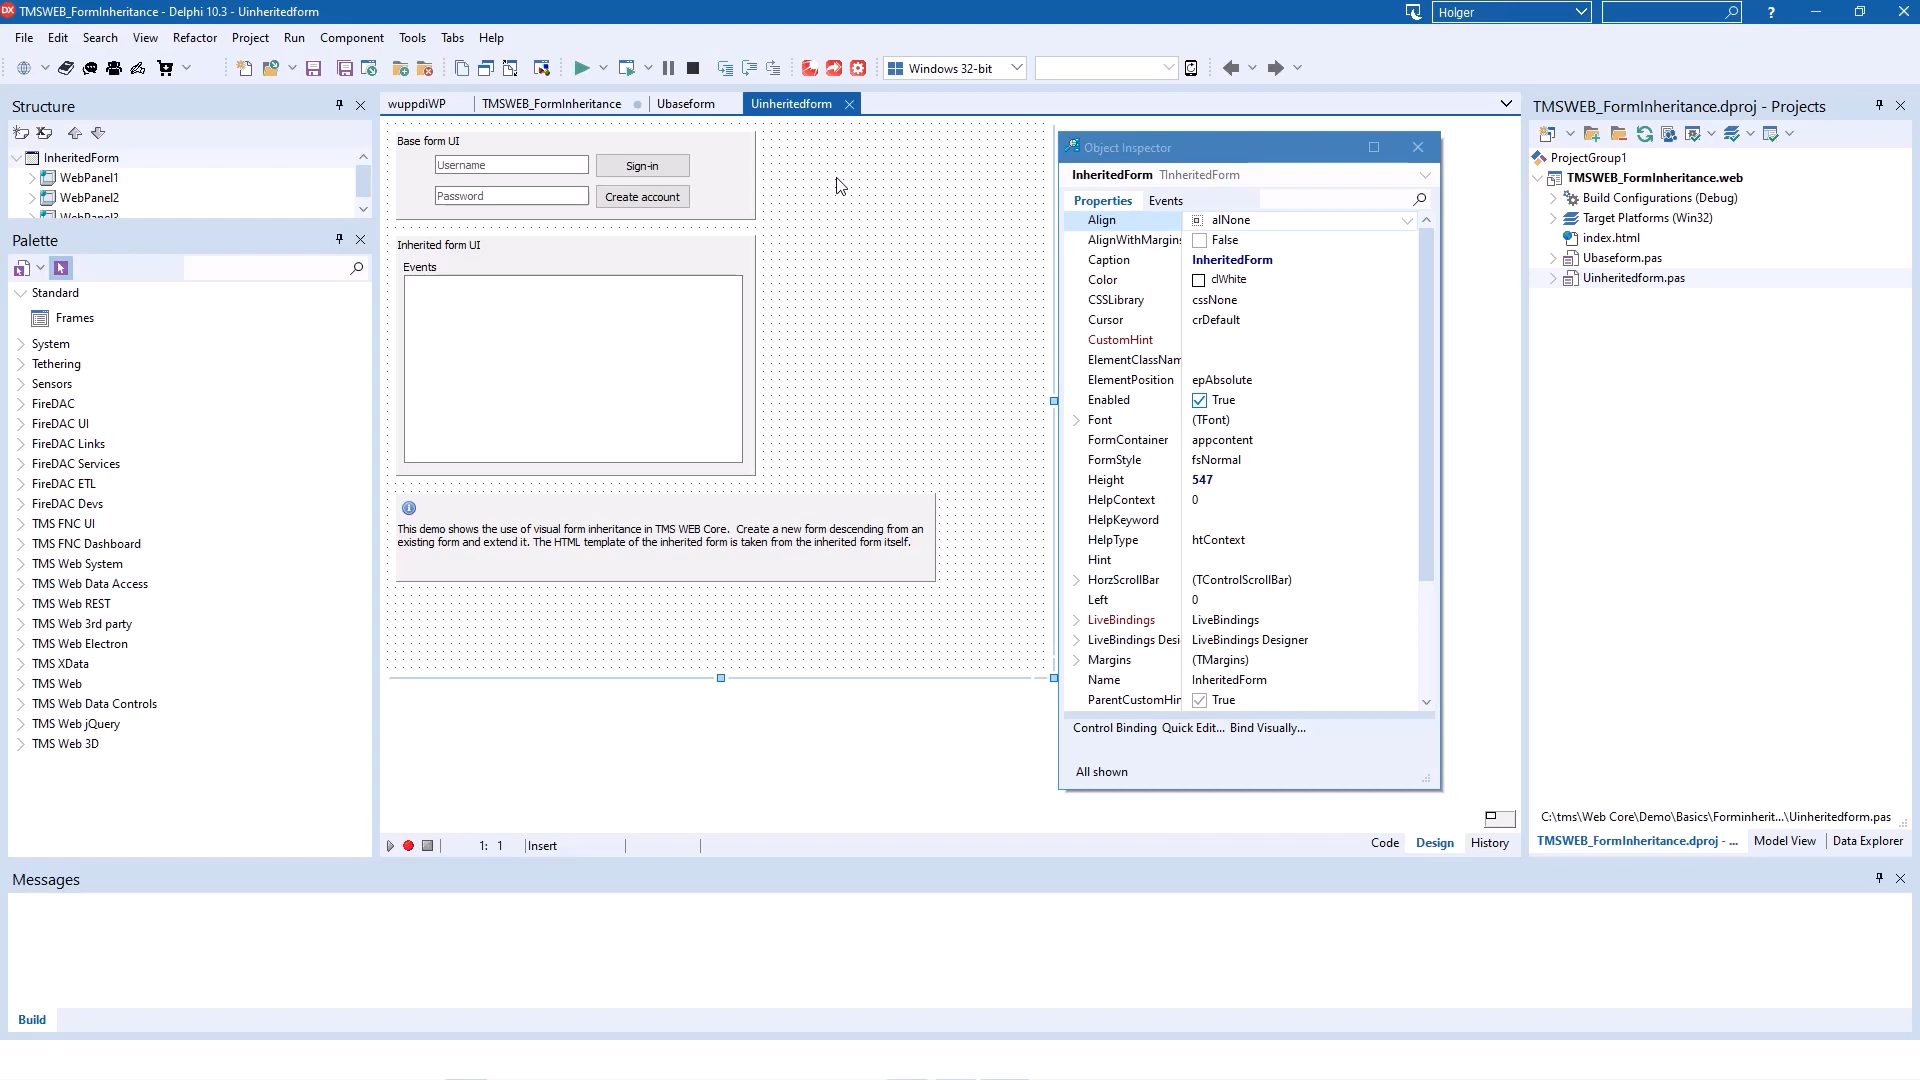 TMSWEB_FormInheritance - Delphi 10.3 - Uinheritedform
Holger
?
File Edit Search View Refactor Project Run Component Tools Tabs Help
Windows 32-bit
Structure
InheritedForm
WebPanel1
WebPanel2
WebPanel3
Palette
Standard
Frames
System
Tethering
Sensors
FireDAC
FireDAC UI
FireDAC Links
FireDAC Services
FireDAC ETL
FireDAC Devs
TMS FNC UI
TMS FNC Dashboard
TMS Web System
TMS Web Data Access
TMS Web REST
TMS Web 3rd party
TMS Web Electron
TMS XData
TMS Web
TMS Web Data Controls
TMS Web jQuery
TMS Web 3D
wuppdiWP TMSWEB_FormInheritance Ubaseform Uinheritedform
Base form UI
Username Sign-in
Password Create account
Inherited form UI
Events
This demo shows the use of visual form inheritance in TMS WEB Core. Create a new form descending from an
existing form and extend it. The HTML template of the inherited form is taken from the inherited form itself.
Object Inspector
InheritedForm TInheritedForm
Properties Events
Align alNone
AlignWithMargins False
Caption InheritedForm
Color clWhite
CSSLibrary cssNone
Cursor crDefault
CustomHint
ElementClassNam
ElementPosition epAbsolute
Enabled True
Font (TFont)
FormContainer appcontent
FormStyle fsNormal
Height 547
HelpContext 0
HelpKeyword
HelpType htContext
Hint
HorzScrollBar (TControlScrollBar)
Left 0
LiveBindings LiveBindings
LiveBindings Desi LiveBindings Designer
Margins (TMargins)
Name InheritedForm
ParentCustomHin True
Control Binding Quick Edit... Bind Visually...
All shown
1: 1 Insert
Code Design History
TMSWEB_FormInheritance.dproj - Projects
ProjectGroup1
TMSWEB_FormInheritance.web
Build Configurations (Debug)
Target Platforms (Win32)
index.html
Ubaseform.pas
Uinheritedform.pas
C:\tms\Web Core\Demo\Basics\Forminherit...\Uinheritedform.pas
TMSWEB_FormInheritance.dproj - ... Model View Data Explorer
Messages
Build